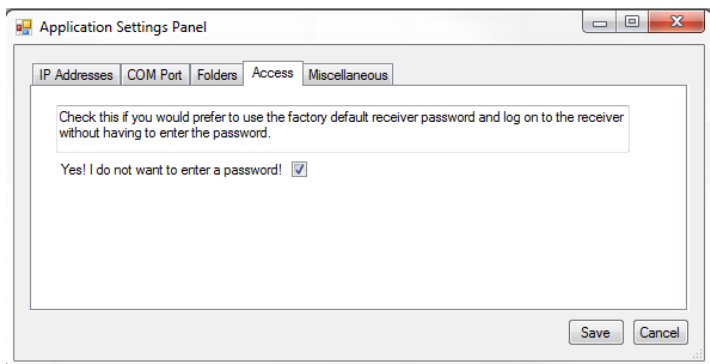 Application Settings Panel
IP Addresses COM Port Folders Access Miscellaneous
Check this if you would prefer to use the factory default receiver password and log on to the receiver
without having to enter the password.
Yes! I do not want to enter a password!
Save Cancel